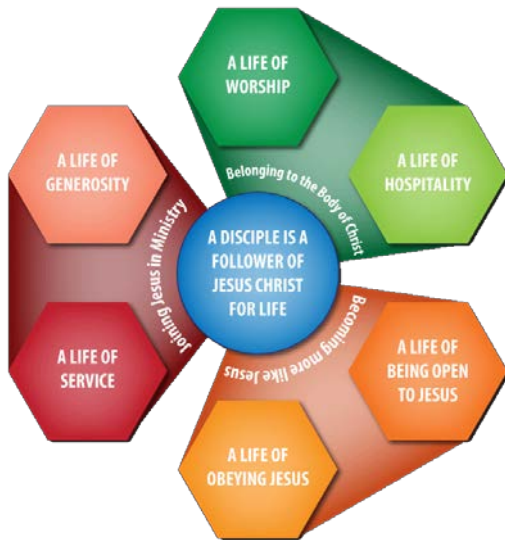 A LIFE OF
WORSHIP
A LIFE OF
GENEROSITY
A LIFE OF
HOSPITALITY
Belonging to the Body of Christ
Joining Jesus in Ministry
A DISCIPLE IS A
FOLLOWER OF
JESUS CHRIST
FOR LIFE
Becoming more like Jesus
A LIFE OF
SERVICE
A LIFE OF
BEING OPEN
TO JESUS
A LIFE OF
OBEYING JESUS